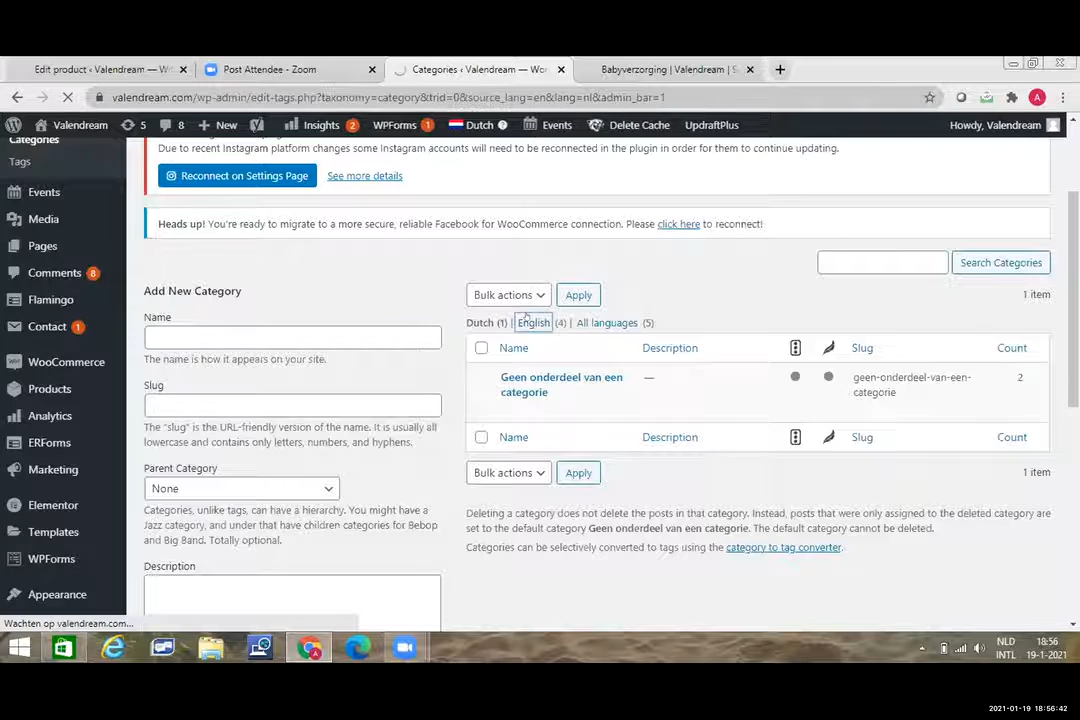 Edit product ‹ Valendream — W
Post Attendee - Zoom
Categories ‹ Valendream — Wor
Babyverzorging | Valendream | S
valendream.com/wp-admin/edit-tags.php?taxonomy=category&trid=0&source_lang=en&lang=nl&admin_bar=1
A
Valendream
5
8
New
Insights 2
WPForms 1
Dutch
Events
Delete Cache
UpdraftPlus
Howdy, Valendream
Categories
Tags
Events
Media
Pages
Comments 8
Flamingo
Contact 1
WooCommerce
Products
Analytics
ERForms
Marketing
Elementor
Templates
WPForms
Appearance
Due to recent Instagram platform changes some Instagram accounts will need to be reconnected in the plugin in order for them to continue updating.
Reconnect on Settings Page
See more details
Heads up! You're ready to migrate to a more secure, reliable Facebook for WooCommerce connection. Please click here to reconnect!
Search Categories
Add New Category
Name
The name is how it appears on your site.
Slug
The "slug" is the URL-friendly version of the name. It is usually all
lowercase and contains only letters, numbers, and hyphens.
Parent Category
None
Categories, unlike tags, can have a hierarchy. You might have a
Jazz category, and under that have children categories for Bebop
and Big Band. Totally optional.
Description
Bulk actions
Apply
1 item
Dutch (1) | English (4) | All languages (5)
Name
Description
Slug
Count
Geen onderdeel van een
categorie
—
geen-onderdeel-van-een-
categorie
2
Name
Description
Slug
Count
Bulk actions
Apply
1 item
Deleting a category does not delete the posts in that category. Instead, posts that were only assigned to the deleted category are
set to the default category Geen onderdeel van een categorie. The default category cannot be deleted.
Categories can be selectively converted to tags using the category to tag converter.
Wachten op valendream.com...
NLD
INTL
18:56
19-1-2021
2021-01-19 18:56:42